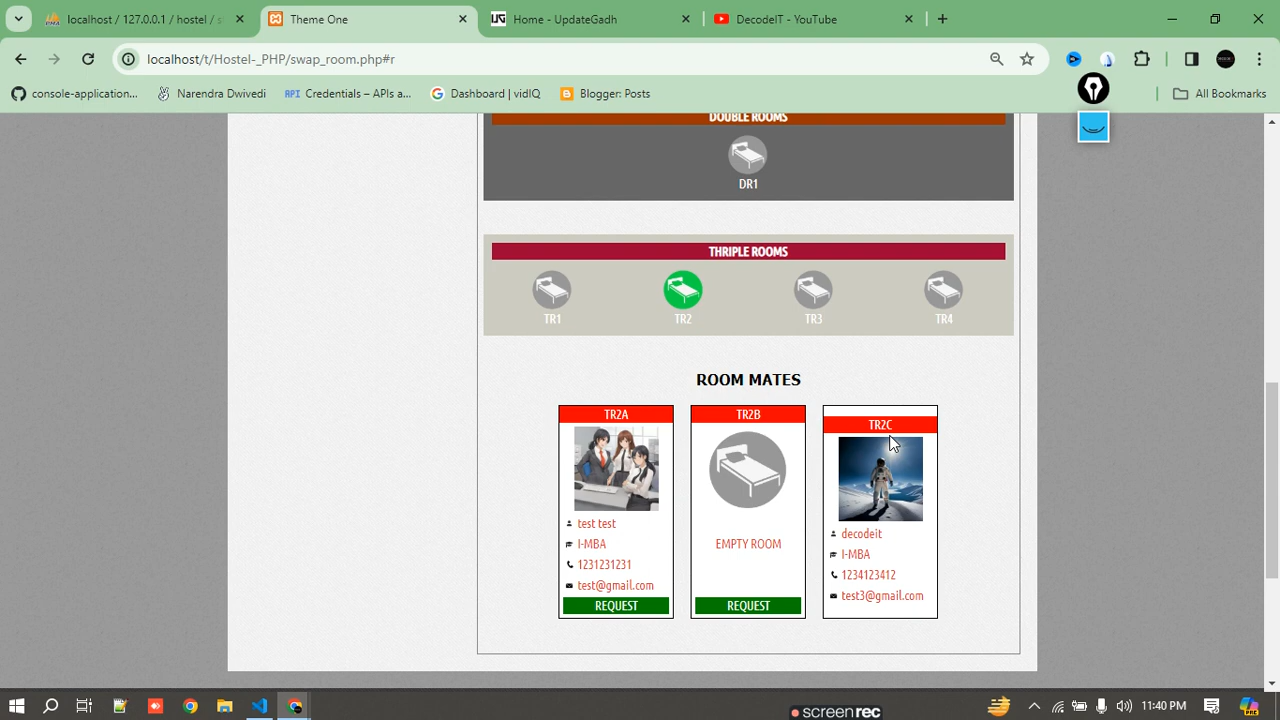 localhost / 127.0.0.1 / hostel / s
Theme One
Home - UpdateGadh
DecodeIT - YouTube
localhost/t/Hostel-_PHP/swap_room.php#r
console-application...
Narendra Dwivedi
RPI Credentials – APIs a...
Dashboard | vidIQ
Blogger: Posts
All Bookmarks
DOUBLE ROOMS
DR1
THRIPLE ROOMS
TR1
TR2
TR3
TR4
ROOM MATES
TR2A
test test
I-MBA
1231231231
test@gmail.com
REQUEST
TR2B
EMPTY ROOM
REQUEST
TR2C
decodeit
I-MBA
1234123412
test3@gmail.com
screenrec
11:40 PM